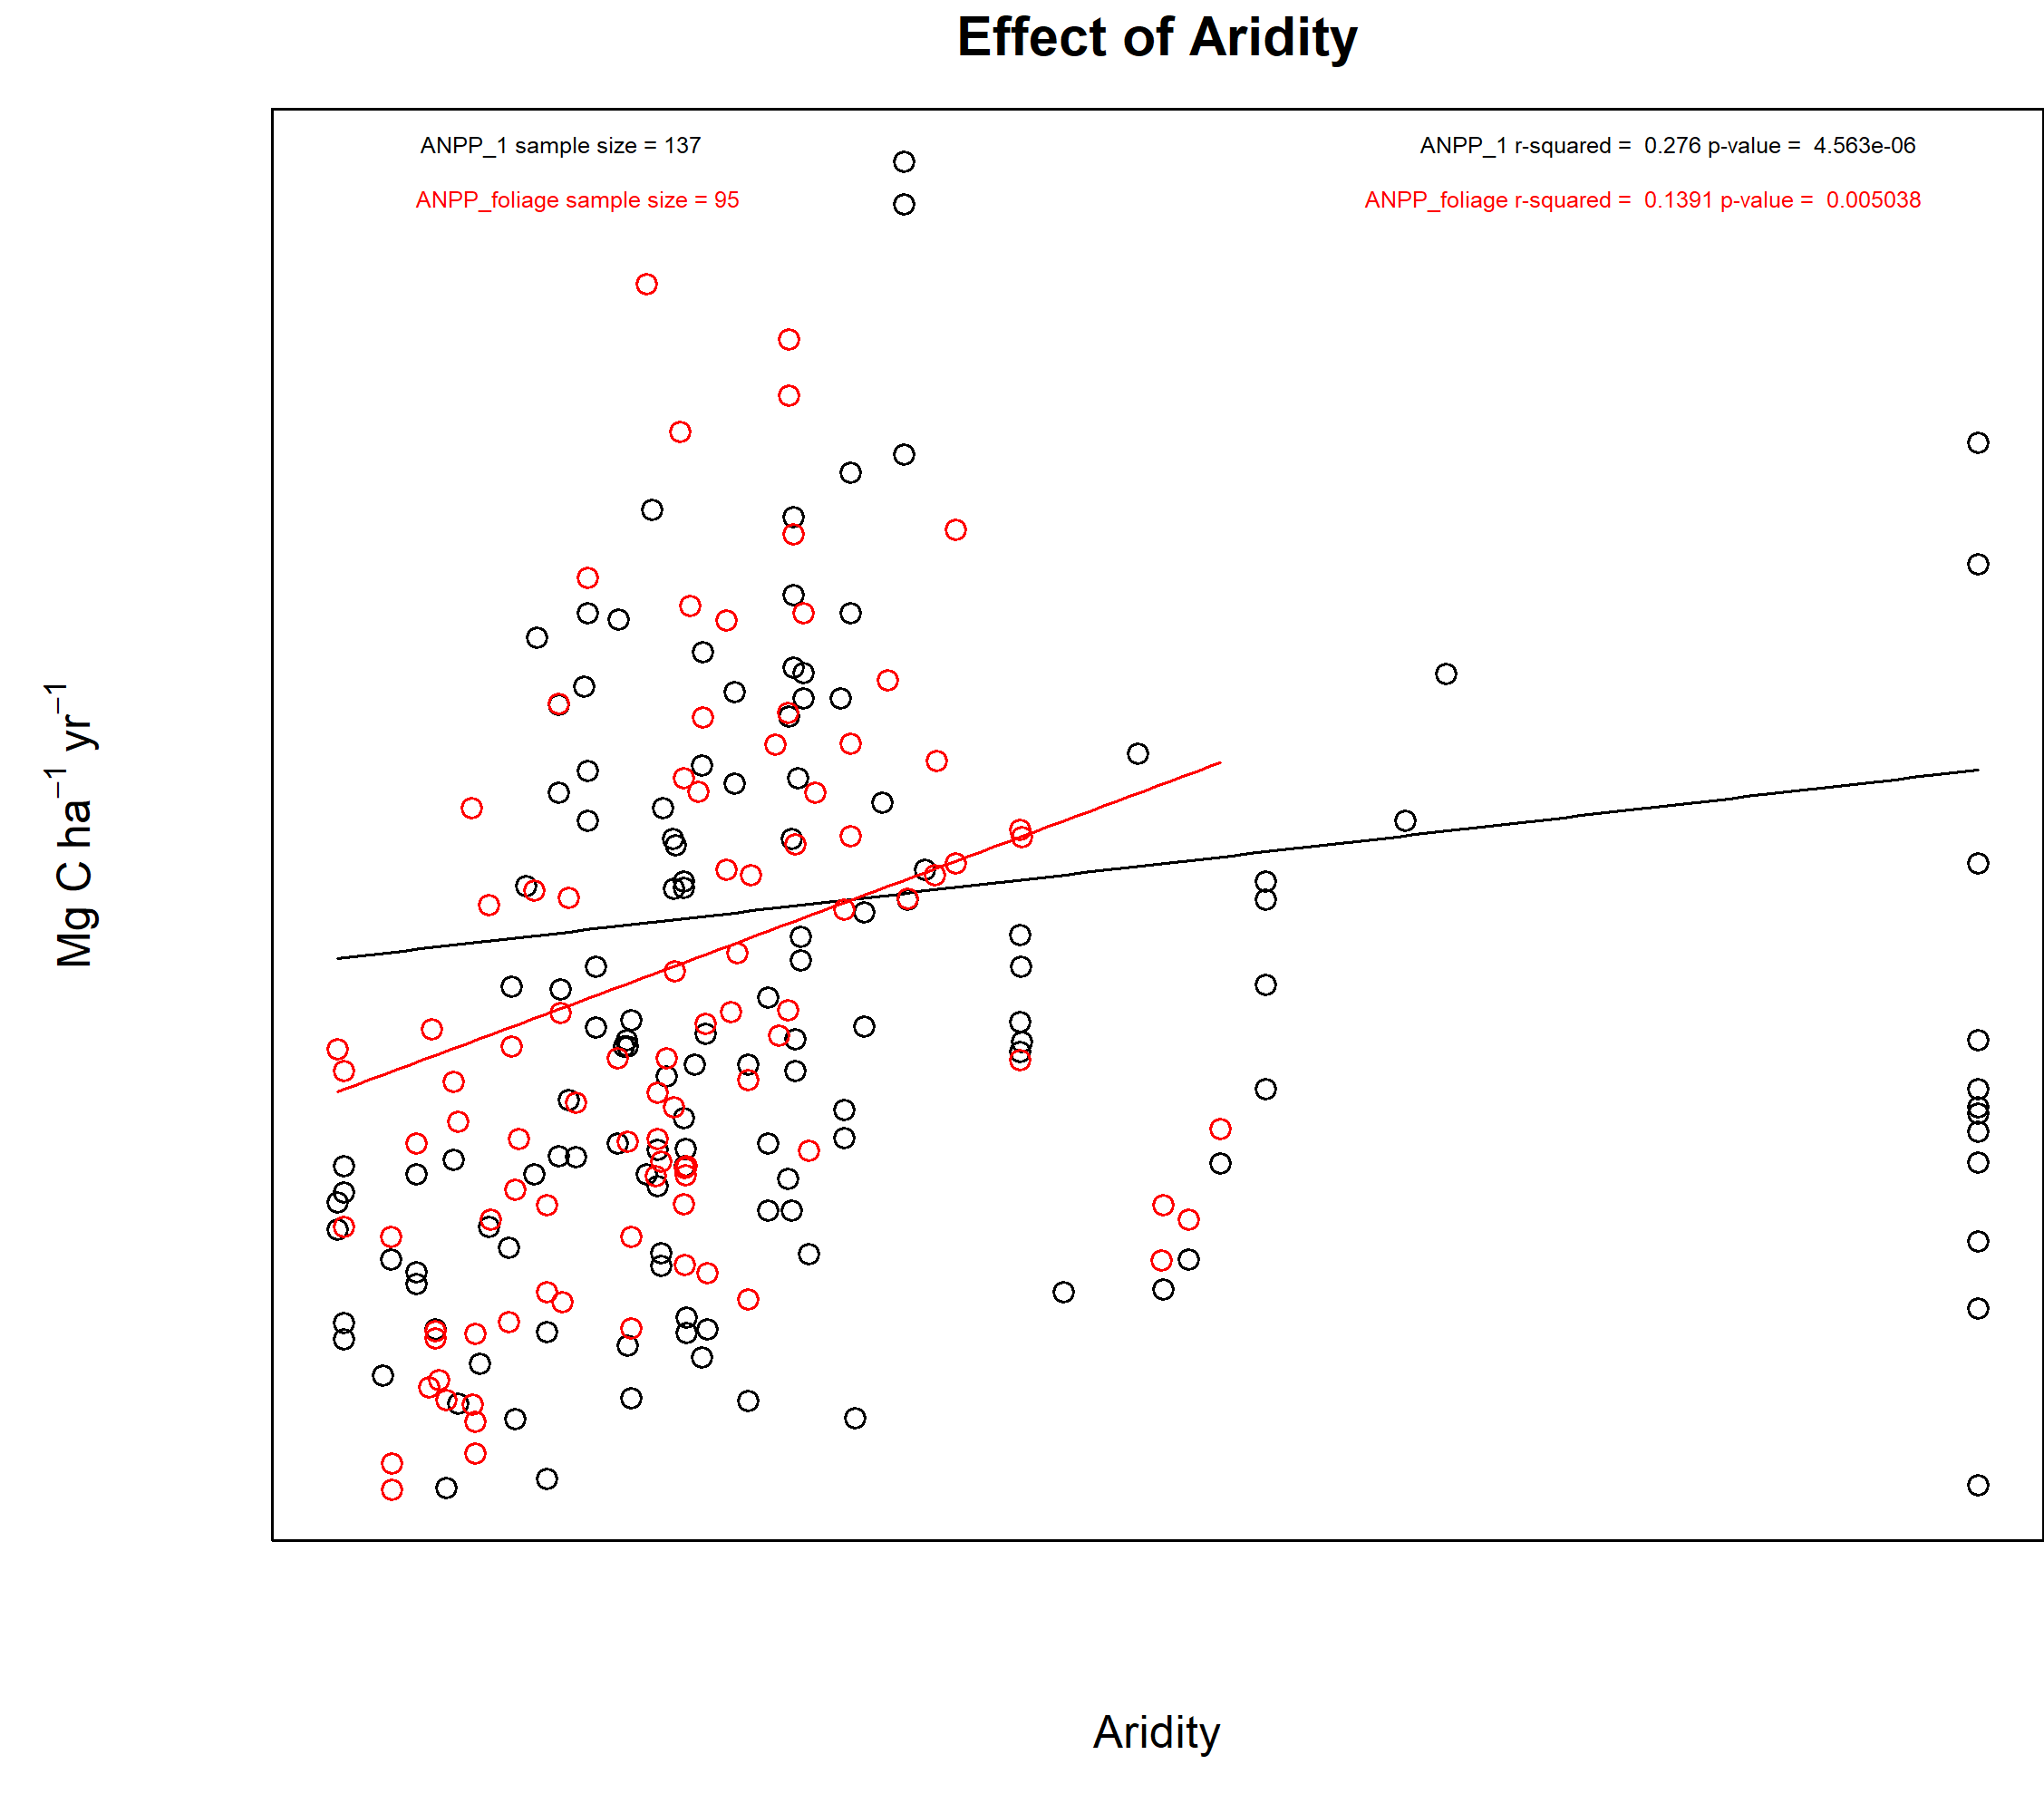 Effect of Aridity
ANPP_1 sample size = 137
ANPP_1 r-squared =  0.276 p-value =  4.563e-06
ANPP_foliage sample size = 95
ANPP_foliage r-squared =  0.1391 p-value =  0.005038
Mg C ha⁻¹ yr⁻¹
Aridity